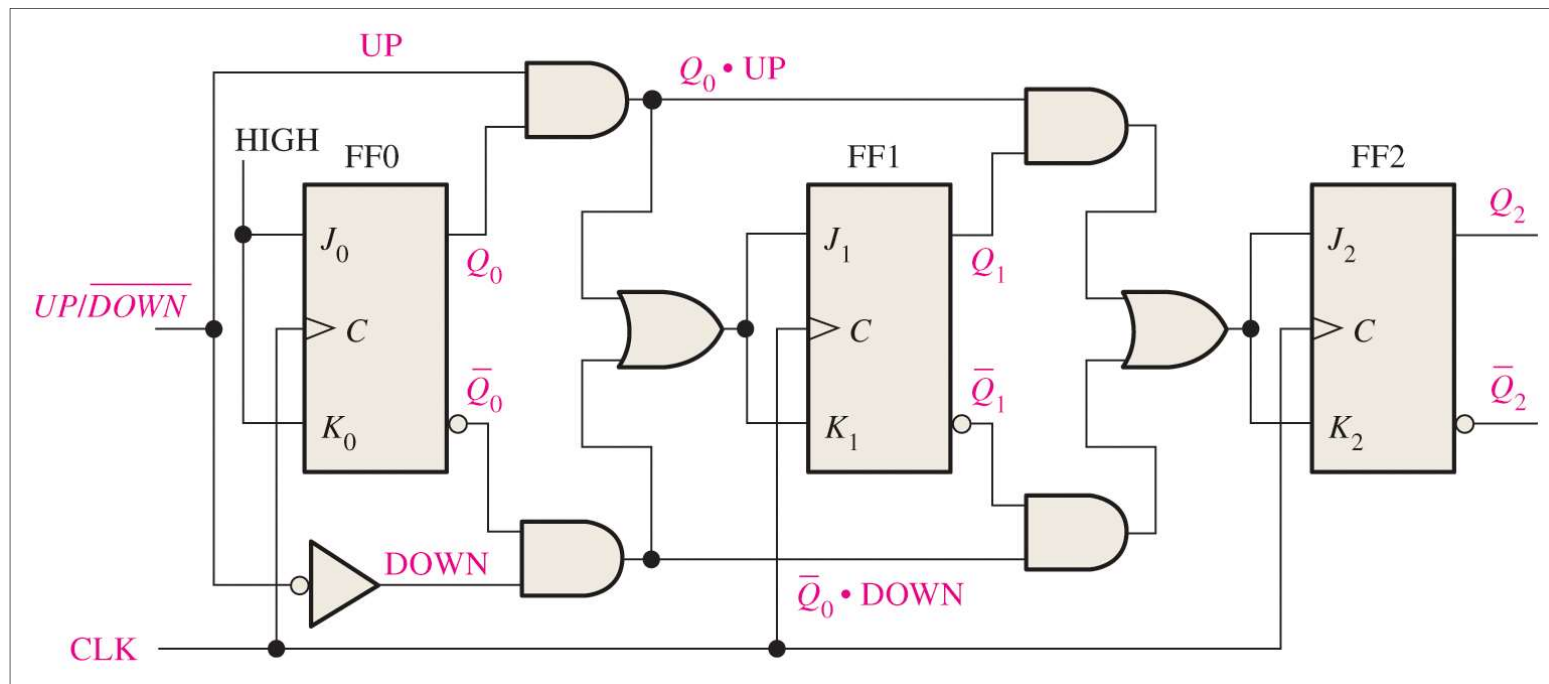 UP
Q₀ • UP
HIGH
FF0
FF1
FF2
J₀
Q₀
J₁
Q₁
J₂
Q₂
UP/D̅O̅W̅N̅
C
C
C
Q̅₀
Q̅₁
Q̅₂
K₀
K₁
K₂
DOWN
Q̅₀ • DOWN
CLK